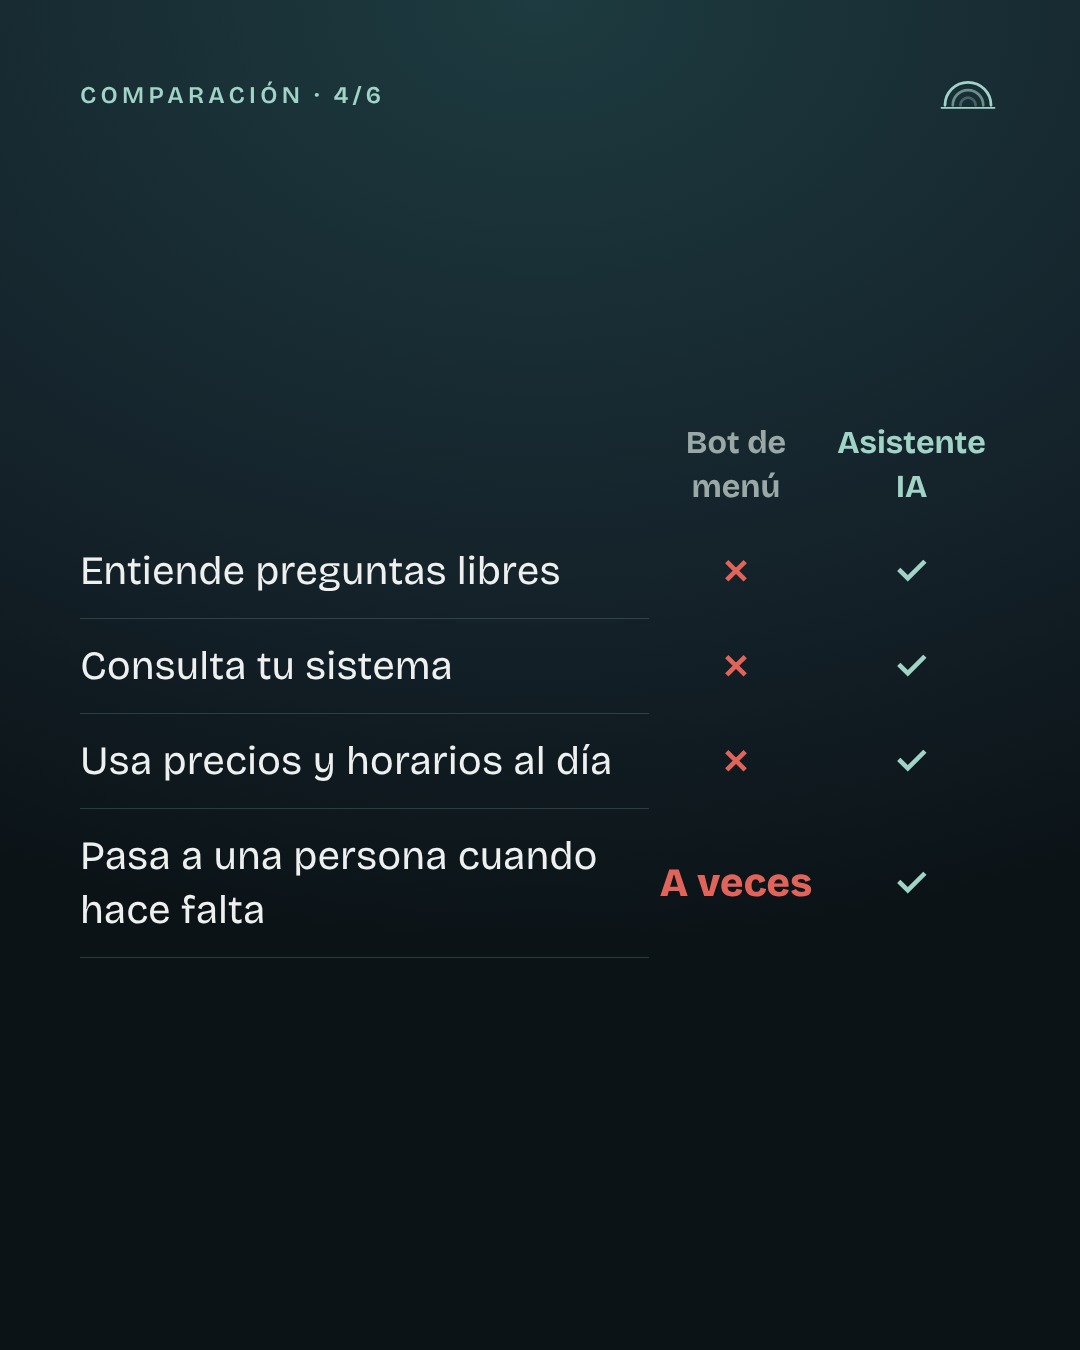 COMPARACIÓN · 4/6
Bot de menú
Asistente IA
Entiende preguntas libres ✕ ✓
Consulta tu sistema ✕ ✓
Usa precios y horarios al día ✕ ✓
Pasa a una persona cuando
hace falta
A veces ✓